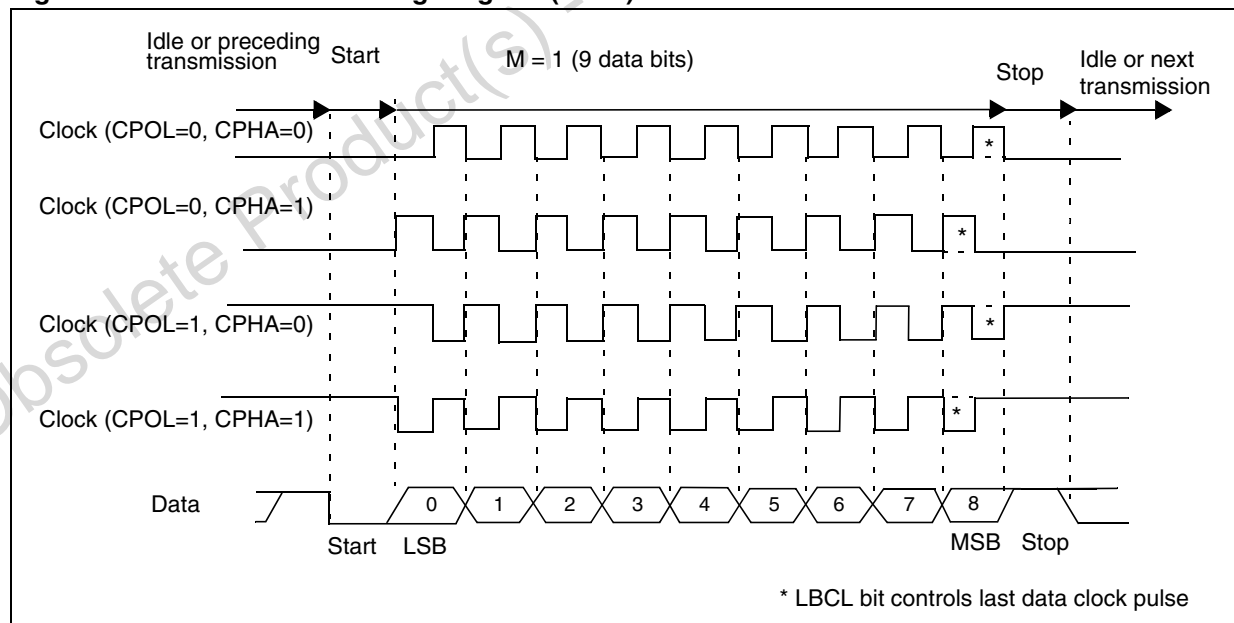 Idle or preceding
transmission
Start
M = 1 (9 data bits)
Stop
Idle or next
transmission
Clock (CPOL=0, CPHA=0)
*
Clock (CPOL=0, CPHA=1)
*
Clock (CPOL=1, CPHA=0)
*
Clock (CPOL=1, CPHA=1)
*
Data
0 1 2 3 4 5 6 7 8
Start LSB MSB Stop
* LBCL bit controls last data clock pulse
Obsolete Product(s)